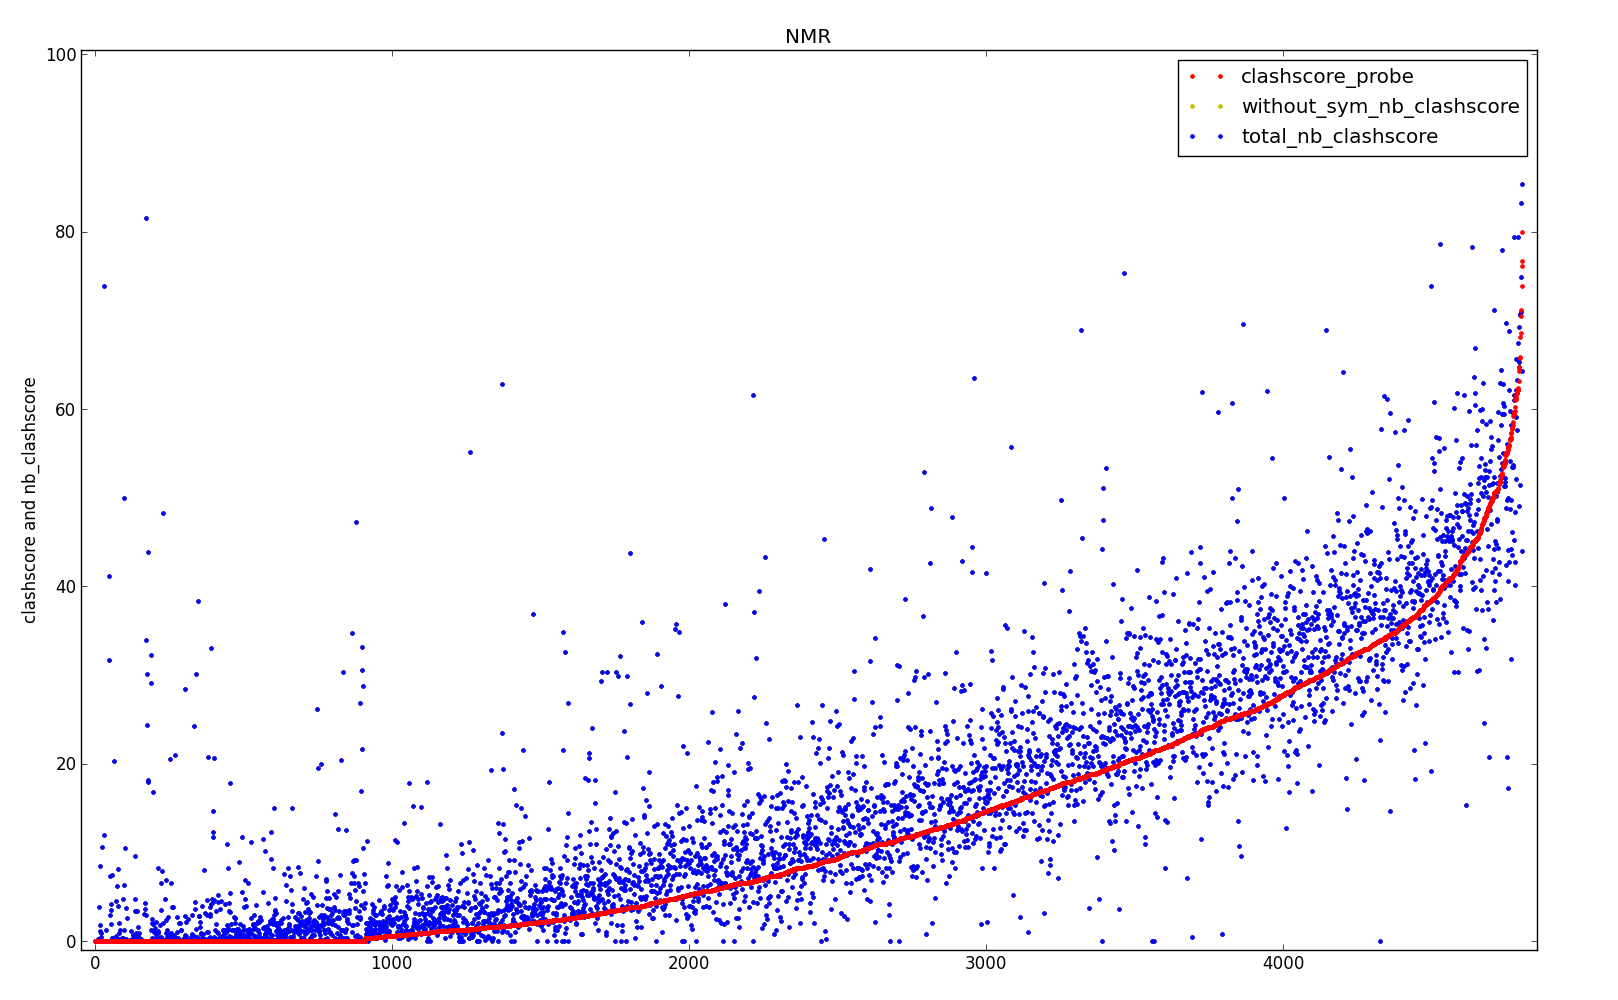 NMR
100
80
60
40
20
0
clashscore and nb_clashscore
clashscore_probe
without_sym_nb_clashscore
total_nb_clashscore
0 1000 2000 3000 4000